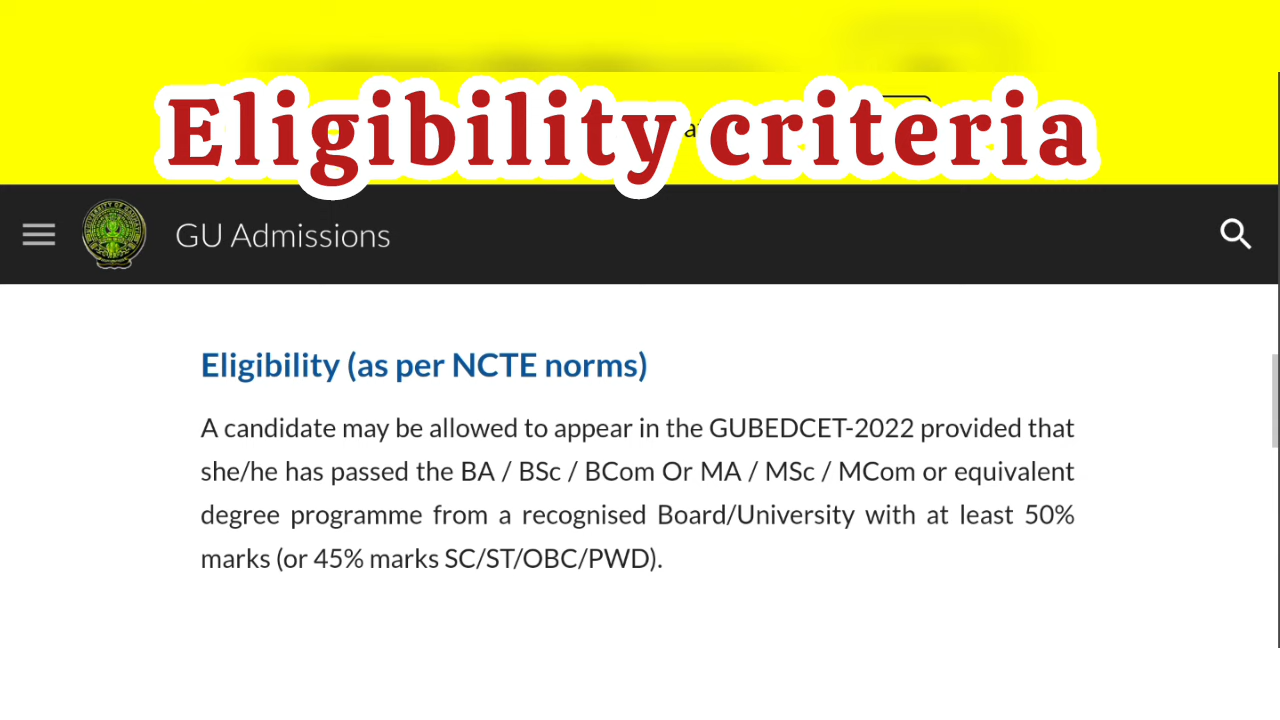 Eligibility criteria
GU Admissions
Eligibility (as per NCTE norms)
A candidate may be allowed to appear in the GUBEDCET-2022 provided that
she/he has passed the BA / BSc / BCom Or MA / MSc / MCom or equivalent
degree programme from a recognised Board/University with at least 50%
marks (or 45% marks SC/ST/OBC/PWD).